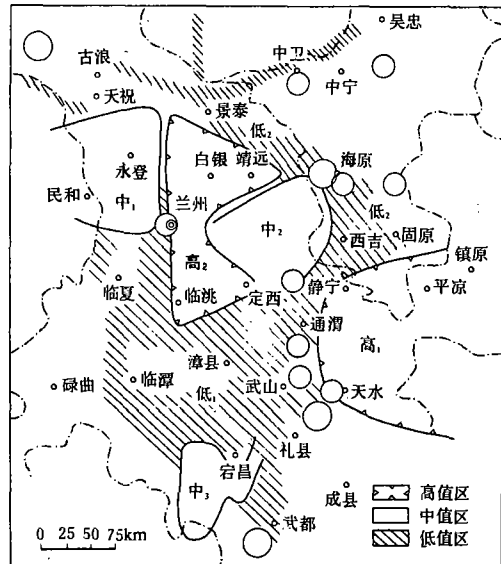 吴忠
中卫
古浪
中宁
天祝
景泰
低₂
永登
白银
靖远
海原
民和
中₁
兰州
中₂
低₂
西吉
固原
镇原
高₂
临夏
临洮
定西
静宁
平凉
通渭
高₁
漳县
碌曲
临潭
低₁
武山
天水
礼县
宕昌
中₃
成县
高值区
中值区
武都
低值区
0 25 50 75km